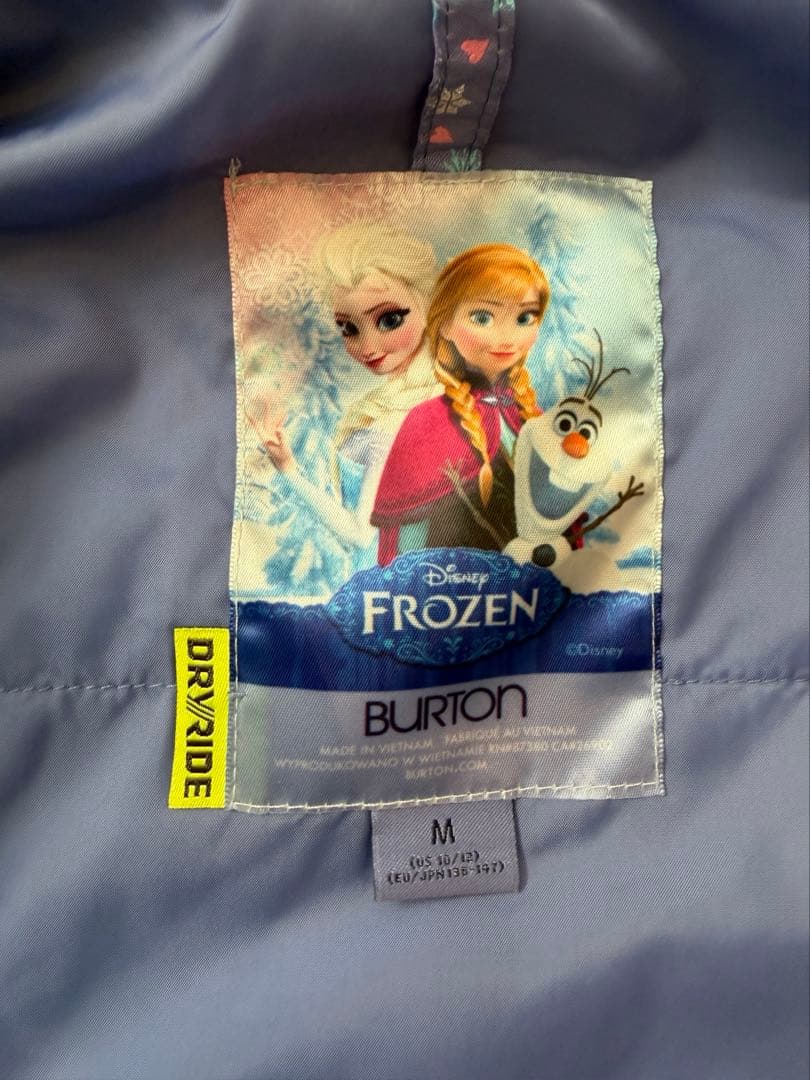 Disney
FROZEN
©Disney
BURTON
MADE IN VIETNAM FABRIQUÉ AU VIETNAM
WYPRODUKOWANO W WIETNAMIE RN#87380 CA#26902
BURTON.COM
DRYRIDE
M
(US 10/12)
(EU/JPN 136-147)